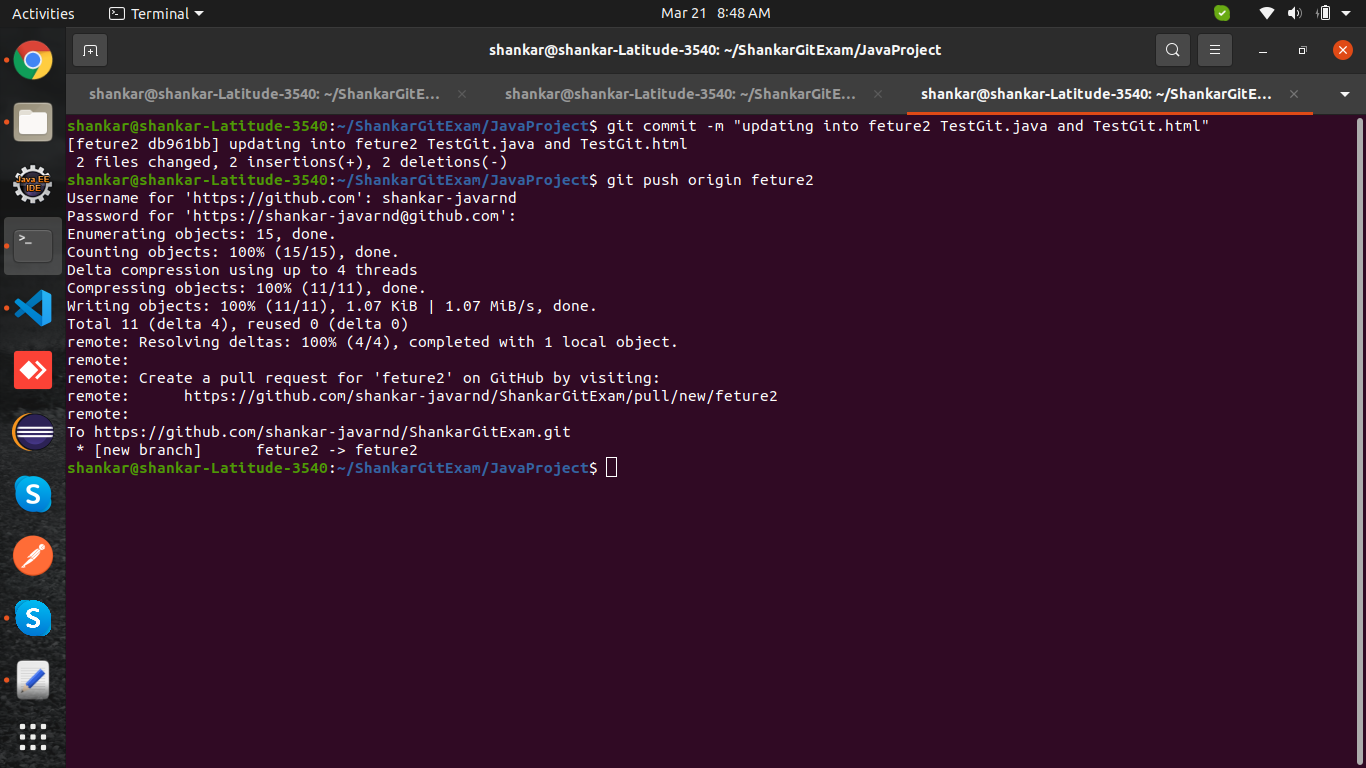 Activities
Terminal
Mar 21 8:48 AM
shankar@shankar-Latitude-3540: ~/ShankarGitExam/JavaProject
shankar@shankar-Latitude-3540: ~/ShankarGitE...
shankar@shankar-Latitude-3540: ~/ShankarGitE...
shankar@shankar-Latitude-3540: ~/ShankarGitE...
Java EE
IDE
shankar@shankar-Latitude-3540:~/ShankarGitExam/JavaProject$ git commit -m "updating into feture2 TestGit.java and TestGit.html"
[feture2 db961bb] updating into feture2 TestGit.java and TestGit.html
 2 files changed, 2 insertions(+), 2 deletions(-)
shankar@shankar-Latitude-3540:~/ShankarGitExam/JavaProject$ git push origin feture2
Username for 'https://github.com': shankar-javarnd
Password for 'https://shankar-javarnd@github.com':
Enumerating objects: 15, done.
Counting objects: 100% (15/15), done.
Delta compression using up to 4 threads
Compressing objects: 100% (11/11), done.
Writing objects: 100% (11/11), 1.07 KiB | 1.07 MiB/s, done.
Total 11 (delta 4), reused 0 (delta 0)
remote: Resolving deltas: 100% (4/4), completed with 1 local object.
remote:
remote: Create a pull request for 'feture2' on GitHub by visiting:
remote:      https://github.com/shankar-javarnd/ShankarGitExam/pull/new/feture2
remote:
To https://github.com/shankar-javarnd/ShankarGitExam.git
 * [new branch]      feture2 -> feture2
shankar@shankar-Latitude-3540:~/ShankarGitExam/JavaProject$